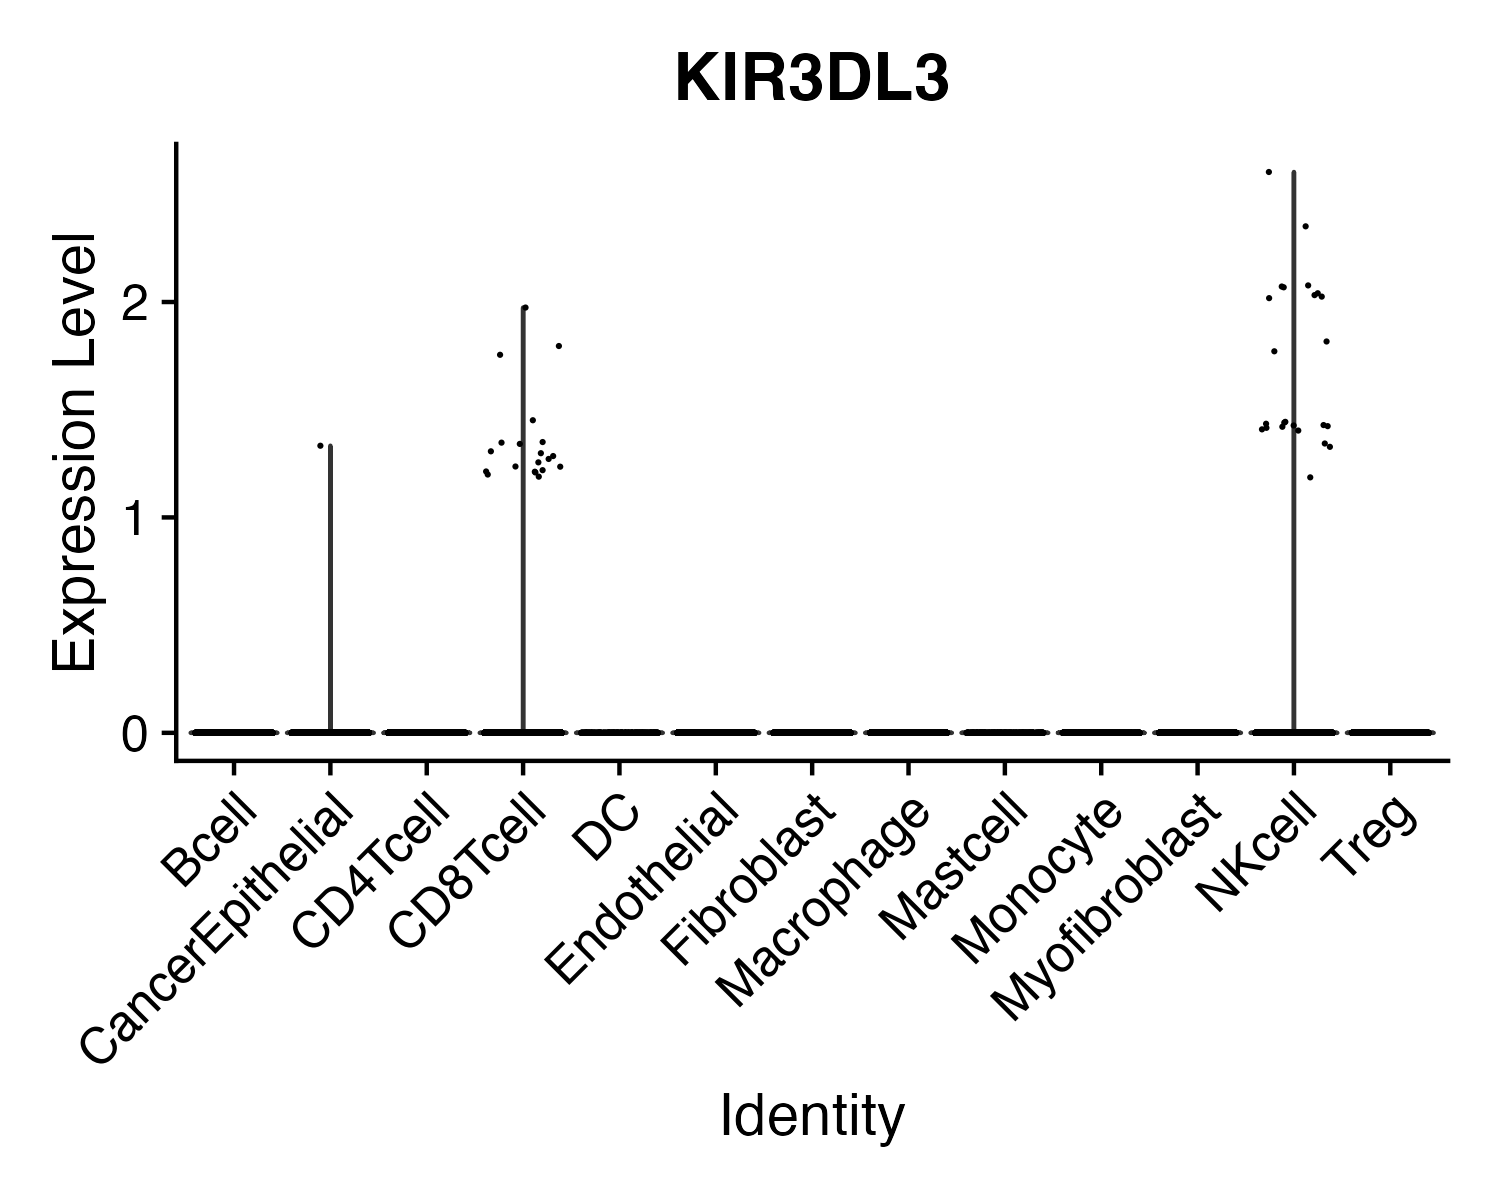 KIR3DL3
Expression Level
2
1
0
Bcell
CancerEpithelial
CD4Tcell
CD8Tcell
DC
Endothelial
Fibroblast
Macrophage
Mastcell
Monocyte
Myofibroblast
NKcell
Treg
Identity